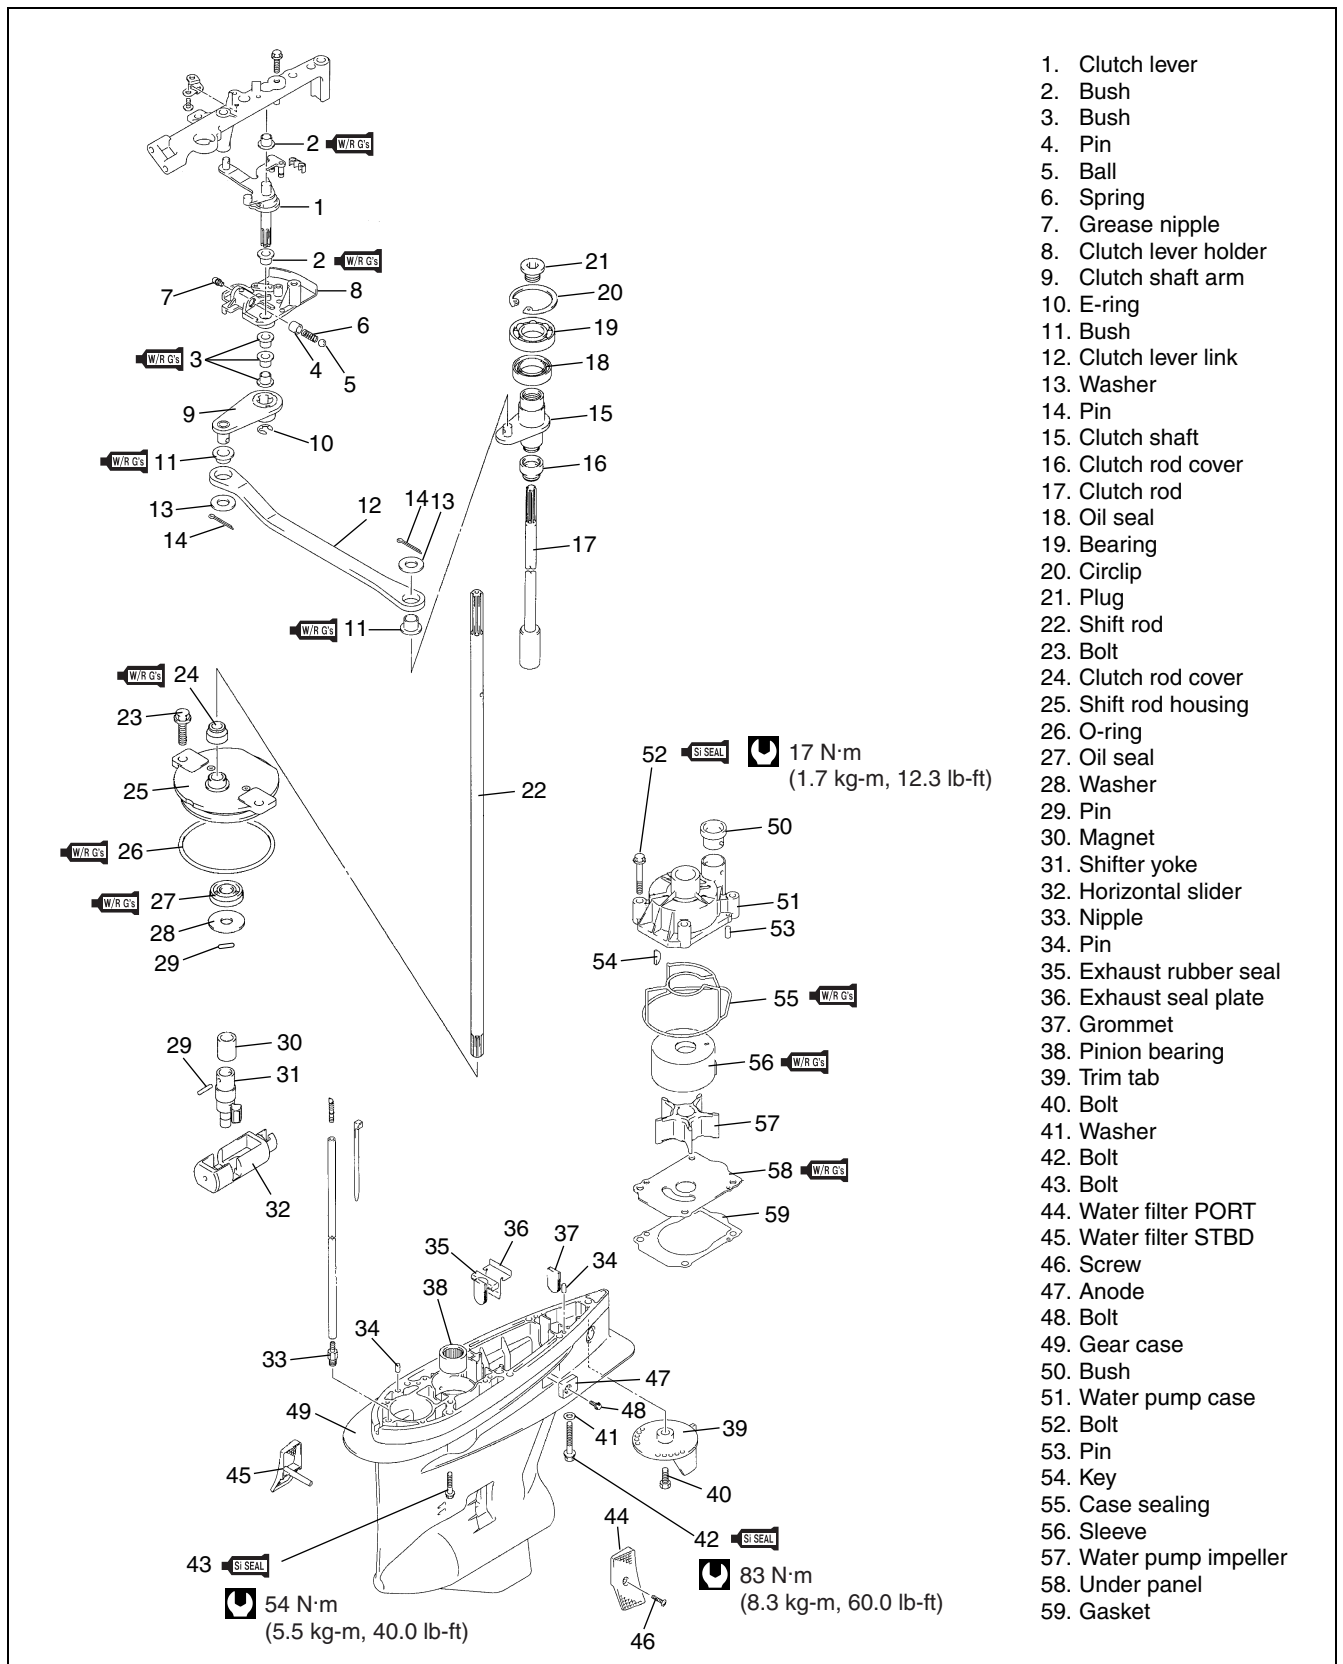 2 W/R G's
1
2 W/R G's
7
8
6
W/R G's 3
4
5
9
10
W/R G's 11
13
14
12
14 13
W/R G's 11
21
20
19
18
15
16
17
W/R G's 24
23
25
W/R G's 26
W/R G's 27
28
29
22
30
29
31
32
33
52 Si SEAL 17 N·m
(1.7 kg-m, 12.3 lb-ft)
50
51
53
54
55 W/R G's
56 W/R G's
57
58 W/R G's
59
36
35
37
34
38
34
47
48
49
41
39
45
40
44
42 Si SEAL
83 N·m
(8.3 kg-m, 60.0 lb-ft)
43 Si SEAL
54 N·m
(5.5 kg-m, 40.0 lb-ft)
46
1. Clutch lever
2. Bush
3. Bush
4. Pin
5. Ball
6. Spring
7. Grease nipple
8. Clutch lever holder
9. Clutch shaft arm
10. E-ring
11. Bush
12. Clutch lever link
13. Washer
14. Pin
15. Clutch shaft
16. Clutch rod cover
17. Clutch rod
18. Oil seal
19. Bearing
20. Circlip
21. Plug
22. Shift rod
23. Bolt
24. Clutch rod cover
25. Shift rod housing
26. O-ring
27. Oil seal
28. Washer
29. Pin
30. Magnet
31. Shifter yoke
32. Horizontal slider
33. Nipple
34. Pin
35. Exhaust rubber seal
36. Exhaust seal plate
37. Grommet
38. Pinion bearing
39. Trim tab
40. Bolt
41. Washer
42. Bolt
43. Bolt
44. Water filter PORT
45. Water filter STBD
46. Screw
47. Anode
48. Bolt
49. Gear case
50. Bush
51. Water pump case
52. Bolt
53. Pin
54. Key
55. Case sealing
56. Sleeve
57. Water pump impeller
58. Under panel
59. Gasket